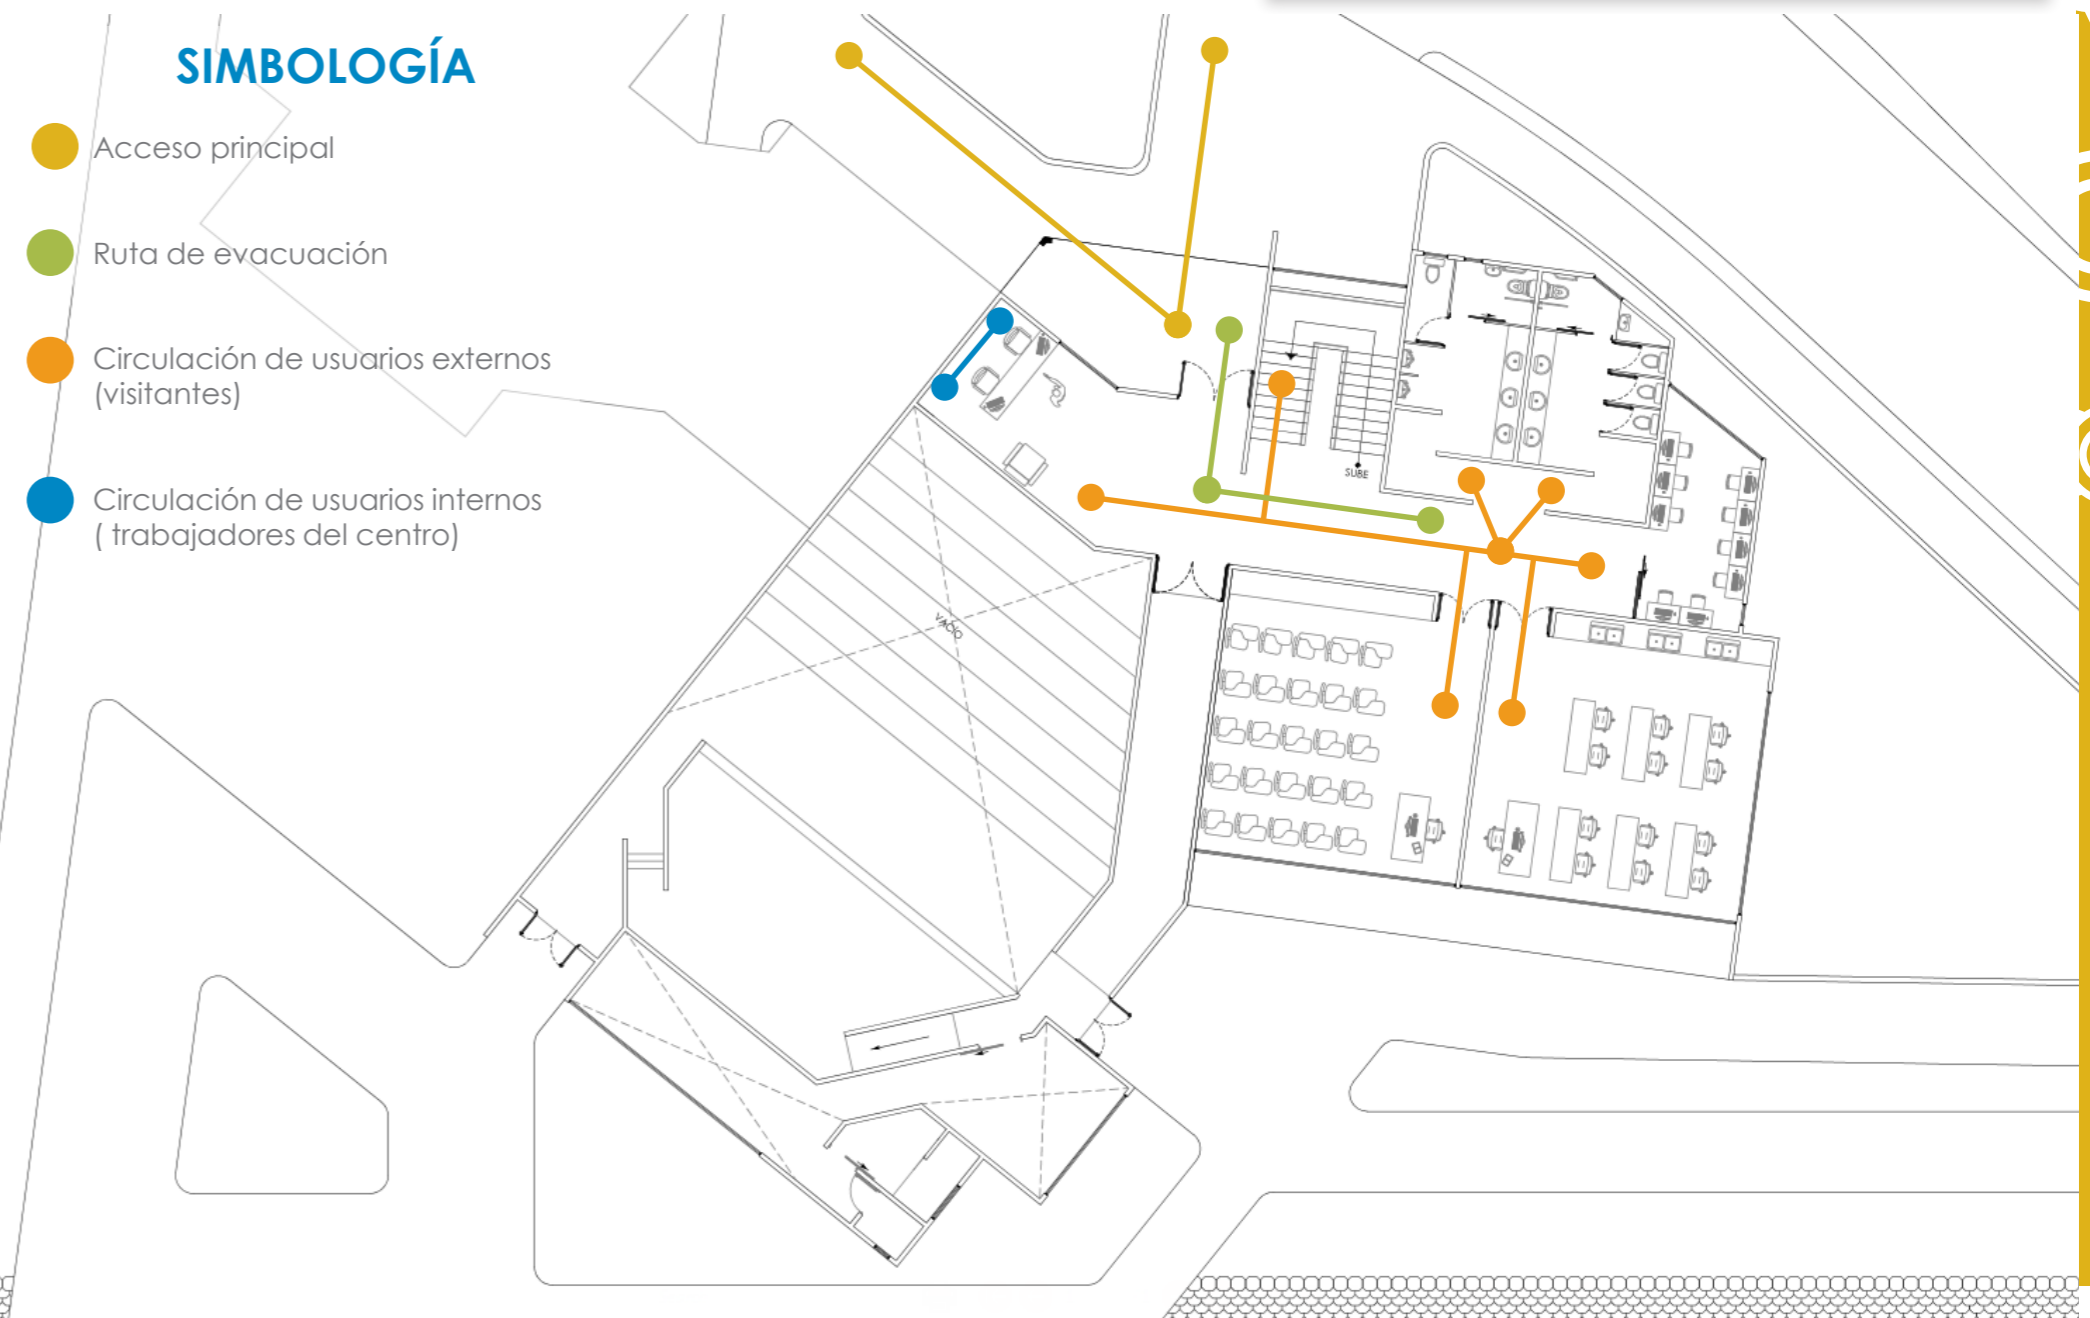 SIMBOLOGÍA
Acceso principal
Ruta de evacuación
Circulación de usuarios externos
(visitantes)
Circulación de usuarios internos
( trabajadores del centro)
SUBE
VACIO